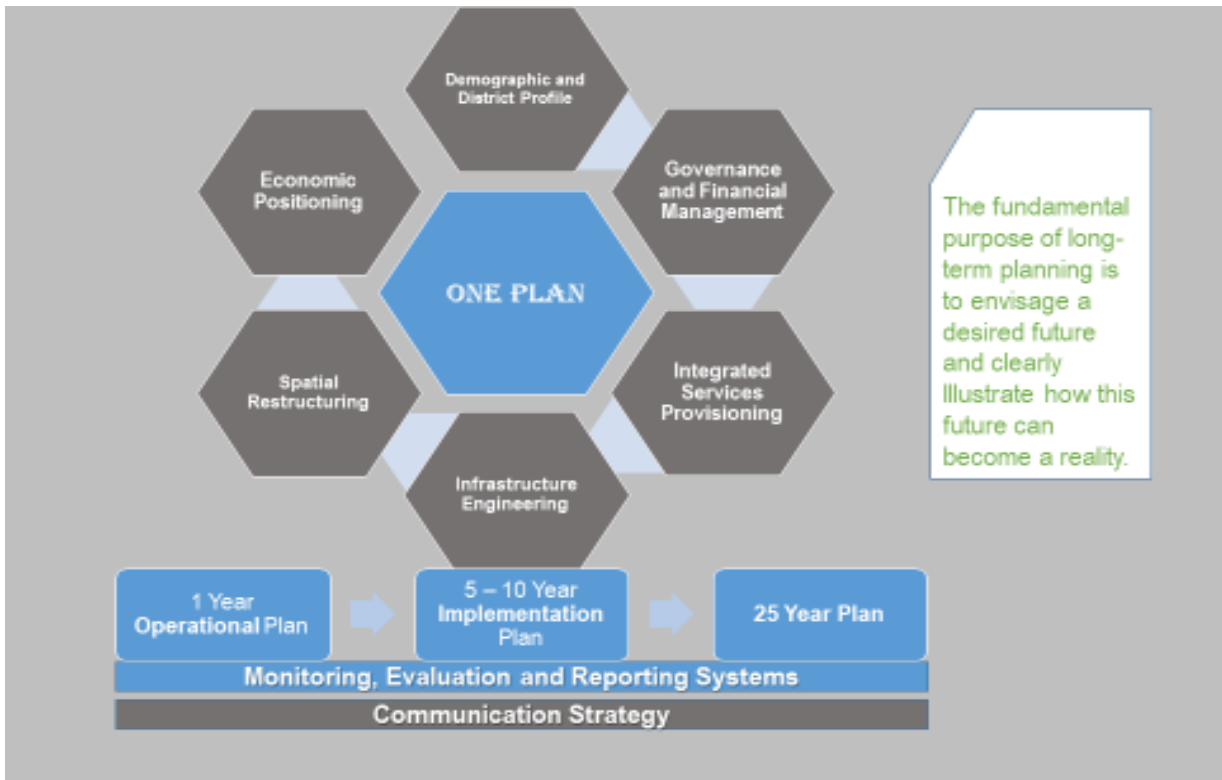 Demographic and
District Profile
Economic
Positioning
Governance
and Financial
Management
ONE PLAN
Spatial
Restructuring
Integrated
Services
Provisioning
Infrastructure
Engineering
The fundamental
purpose of long-
term planning is
to envisage a
desired future
and clearly
Illustrate how this
future can
become a reality.
1 Year
Operational Plan
5 – 10 Year
Implementation
Plan
25 Year Plan
Monitoring, Evaluation and Reporting Systems
Communication Strategy